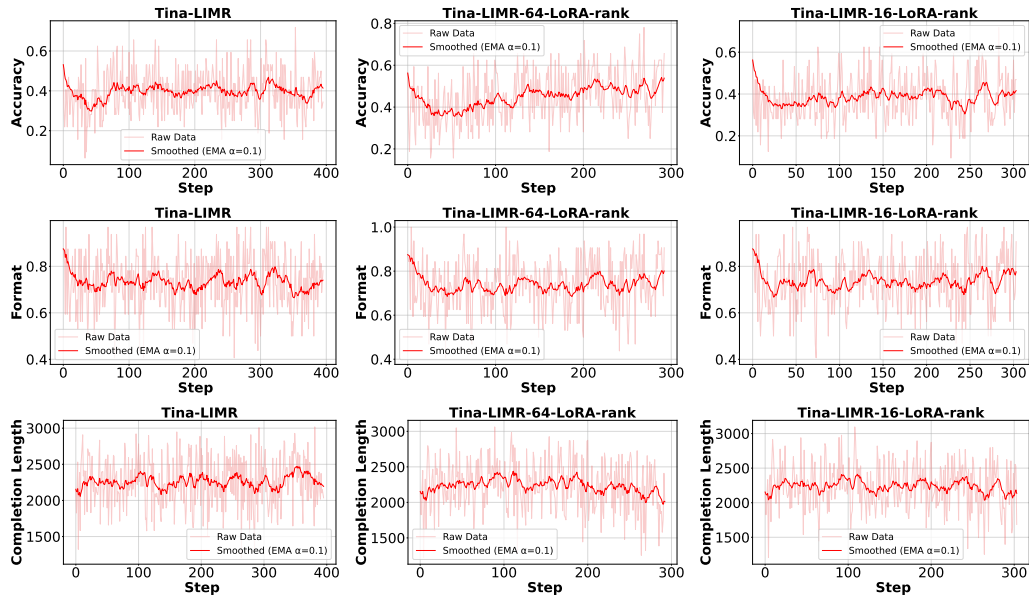 Tina-LIMR
Accuracy
0.6
0.4
0.2
Raw Data
Smoothed (EMA α=0.1)
0 100 200 300 400
Step
Tina-LIMR-64-LoRA-rank
Accuracy
0.8
0.6
0.4
0.2
Raw Data
Smoothed (EMA α=0.1)
0 100 200 300
Step
Tina-LIMR-16-LoRA-rank
Accuracy
0.6
0.4
0.2
Raw Data
Smoothed (EMA α=0.1)
0 50 100 150 200 250 300
Step
Tina-LIMR
Format
0.8
0.6
0.4
Raw Data
Smoothed (EMA α=0.1)
0 100 200 300 400
Step
Tina-LIMR-64-LoRA-rank
Format
1.0
0.8
0.6
0.4
Raw Data
Smoothed (EMA α=0.1)
0 100 200 300
Step
Tina-LIMR-16-LoRA-rank
Format
1.0
0.8
0.6
0.4
Raw Data
Smoothed (EMA α=0.1)
0 50 100 150 200 250 300
Step
Tina-LIMR
Completion Length
3000
2500
2000
1500
Raw Data
Smoothed (EMA α=0.1)
0 100 200 300 400
Step
Tina-LIMR-64-LoRA-rank
Completion Length
3000
2500
2000
1500
Raw Data
Smoothed (EMA α=0.1)
0 100 200 300
Step
Tina-LIMR-16-LoRA-rank
Completion Length
3000
2500
2000
1500
Raw Data
Smoothed (EMA α=0.1)
0 100 200 300
Step